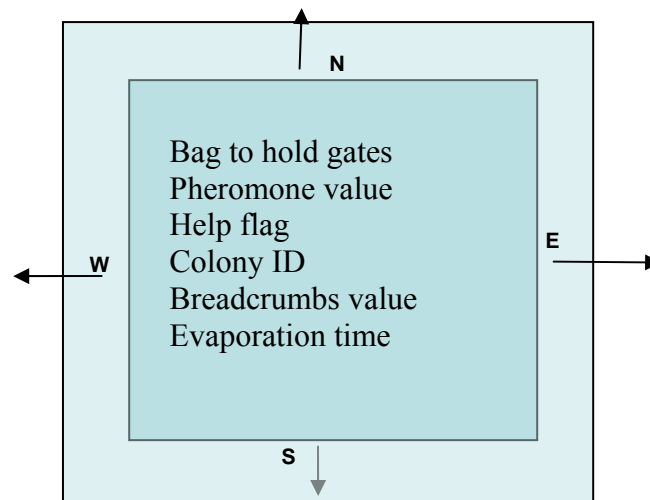 N
Bag to hold gates
Pheromone value
Help flag
Colony ID
E
W
Breadcrumbs value
Evaporation time
S